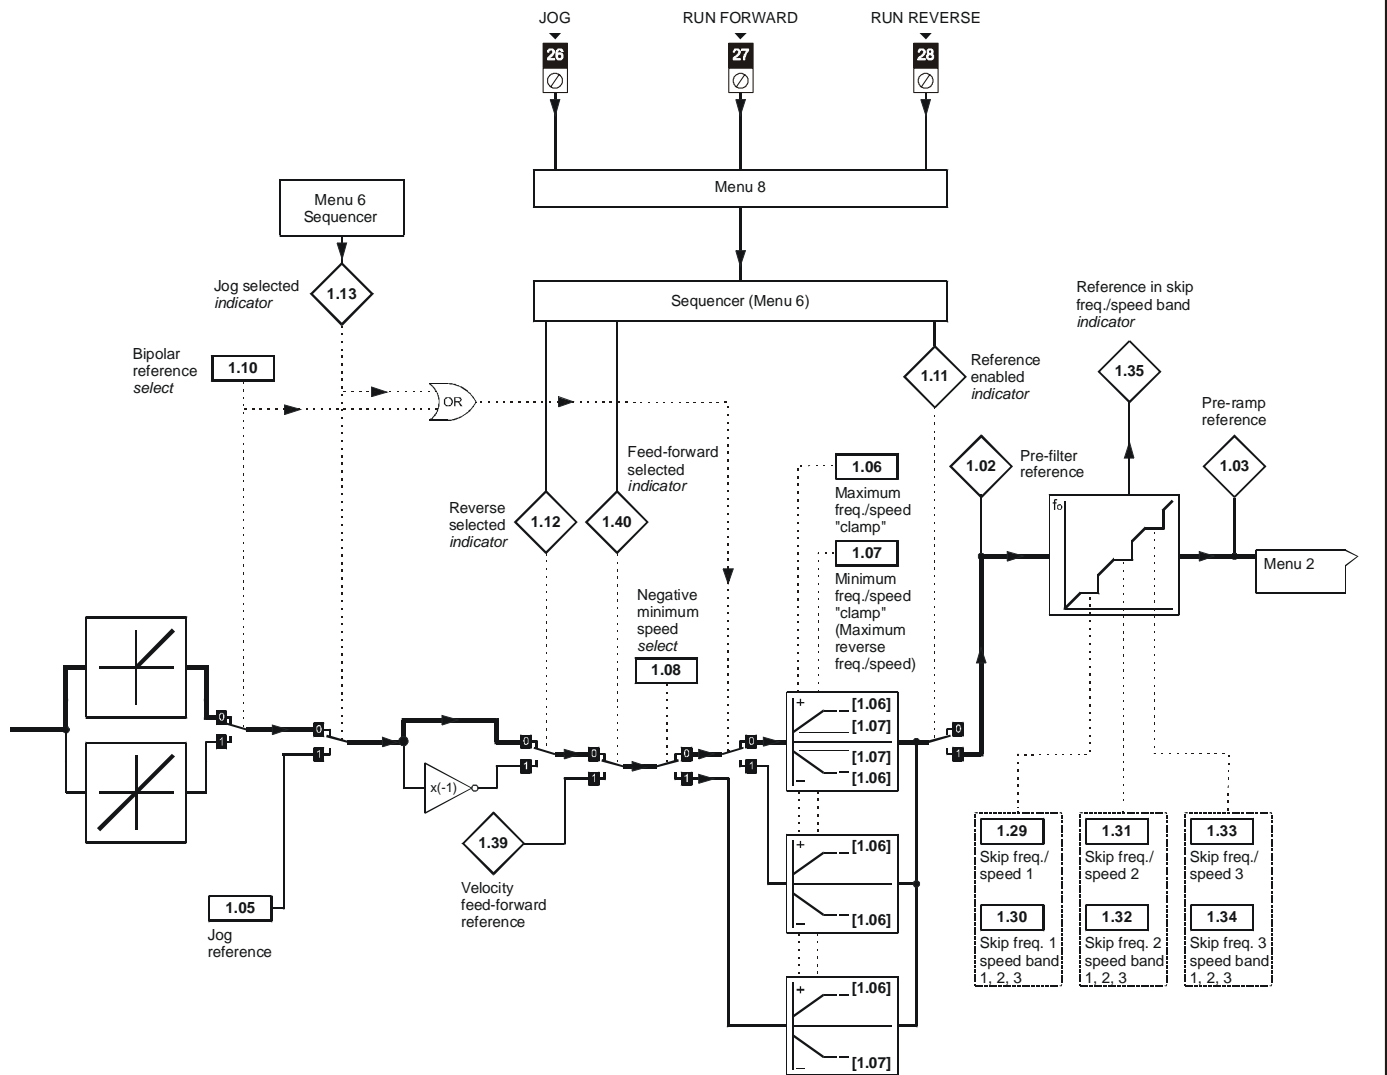 JOG
RUN FORWARD
RUN REVERSE
26
27
28
Menu 8
Menu 6
Sequencer
Sequencer (Menu 6)
Jog selected
indicator
1.13
Bipolar
reference
select
1.10
OR
Reference in skip
freq./speed band
indicator
1.35
1.11
Reference
enabled
indicator
Pre-ramp
reference
1.03
1.02
Pre-filter
reference
Feed-forward
selected
indicator
Reverse
selected
indicator
1.12
1.40
1.06
Maximum
freq./speed
"clamp"
1.07
Minimum
freq./speed
"clamp"
(Maximum
reverse
freq./speed)
Negative
minimum
speed
select
1.08
fo
Menu 2
0
1
0
1
x(-1)
0
1
0
1
0
1
0
1
0
1
+
[1.06]
[1.07]
[1.07]
[1.06]
–
+
[1.06]
[1.06]
–
+
[1.06]
[1.07]
–
1.39
Velocity
feed-forward
reference
1.05
Jog
reference
1.29
Skip freq./
speed 1
1.30
Skip freq. 1
speed band
1, 2, 3
1.31
Skip freq./
speed 2
1.32
Skip freq. 2
speed band
1, 2, 3
1.33
Skip freq./
speed 3
1.34
Skip freq. 3
speed band
1, 2, 3